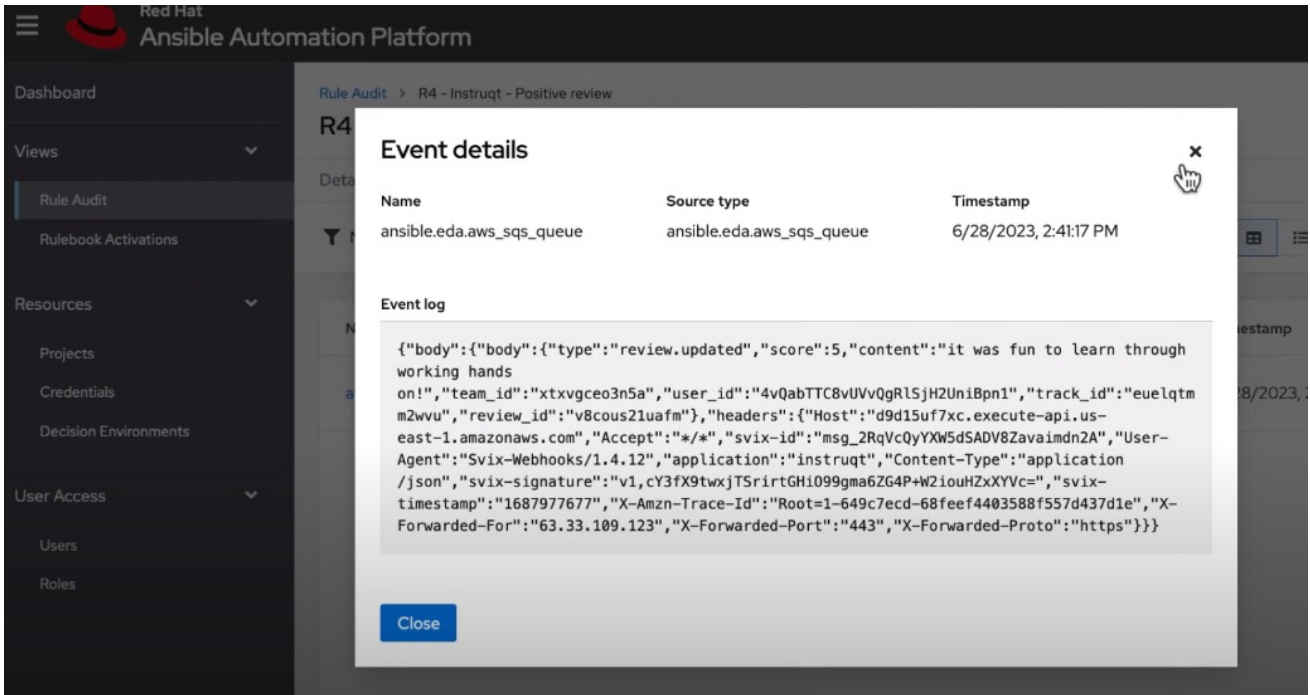 Red Hat
Ansible Automation Platform
Dashboard
Views
Rule Audit
Rulebook Activations
Resources
Projects
Credentials
Decision Environments
User Access
Users
Roles
Rule Audit > R4 - Instruqt - Positive review
R4
Deta
N
N
a
estamp
8/2023, 2
Event details
Name
Source type
Timestamp
ansible.eda.aws_sqs_queue
ansible.eda.aws_sqs_queue
6/28/2023, 2:41:17 PM
Event log
{"body":{"body":{"type":"review.updated","score":5,"content":"it was fun to learn through
working hands
on!","team_id":"xtxvgceo3n5a","user_id":"4vQabTTC8vUVvQgRlSjH2UniBpn1","track_id":"euelqtm
m2wvu","review_id":"v8cous21uafm"},"headers":{"Host":"d9d15uf7xc.execute-api.us-
east-1.amazonaws.com","Accept":"*/*","svix-id":"msg_2RqVcQyYXW5dSADV8Zavaimdn2A","User-
Agent":"Svix-Webhooks/1.4.12","application":"instruqt","Content-Type":"application
/json","svix-signature":"v1,cY3fX9twxjTSrirtGHiO99gma6ZG4P+W2iouHZxXYVc=","svix-
timestamp":"1687977677","X-Amzn-Trace-Id":"Root=1-649c7ecd-68feef4403588f557d437d1e","X-
Forwarded-For":"63.33.109.123","X-Forwarded-Port":"443","X-Forwarded-Proto":"https"}}}
Close